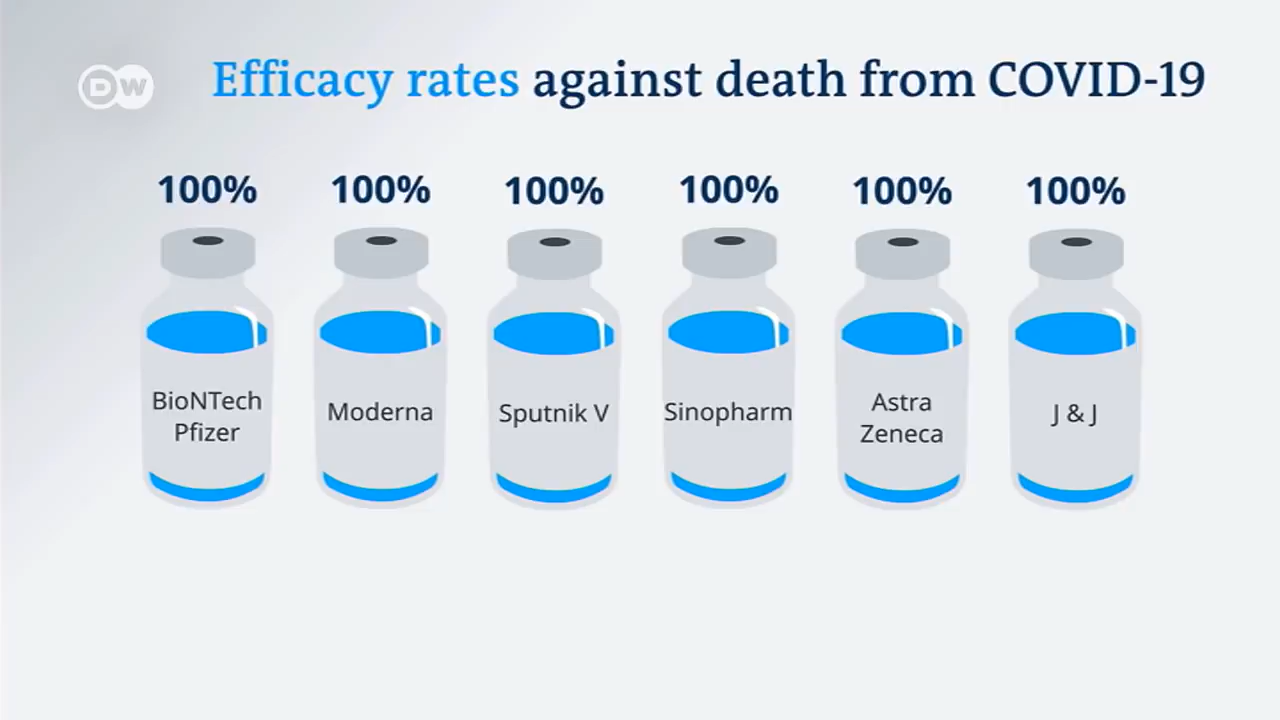 DW
Efficacy rates against death from COVID-19
100% 100% 100% 100% 100% 100%
BioNTech
Pfizer
Moderna
Sputnik V
Sinopharm
Astra
Zeneca
J & J